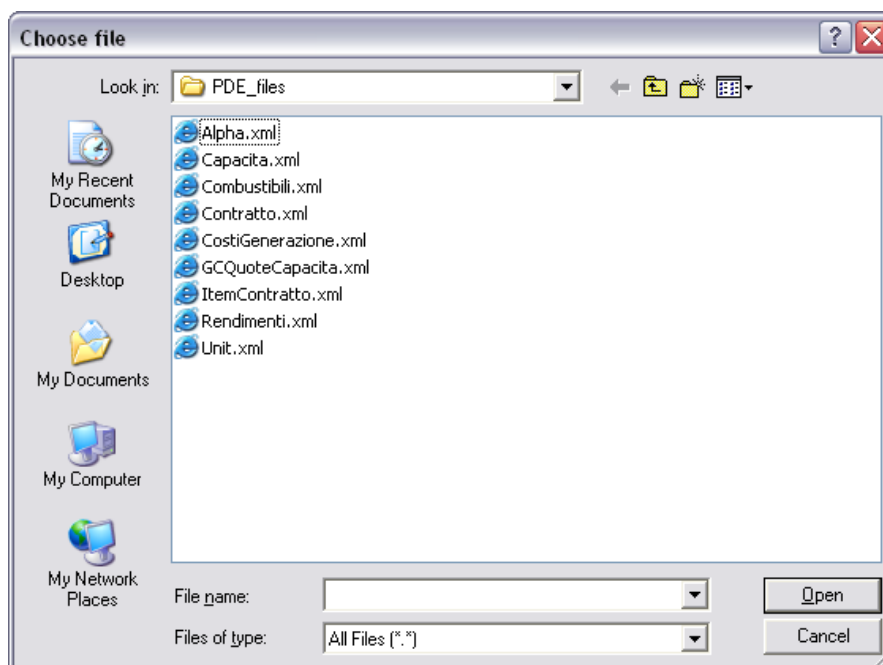 Choose file
Look in:
PDE_files
My Recent
Documents
Desktop
My Documents
My Computer
My Network
Places
Alpha.xml
Capacita.xml
Combustibili.xml
Contratto.xml
CostiGenerazione.xml
GCQuoteCapacita.xml
ItemContratto.xml
Rendimenti.xml
Unit.xml
File name:
Open
Files of type:
All Files (*.*)
Cancel